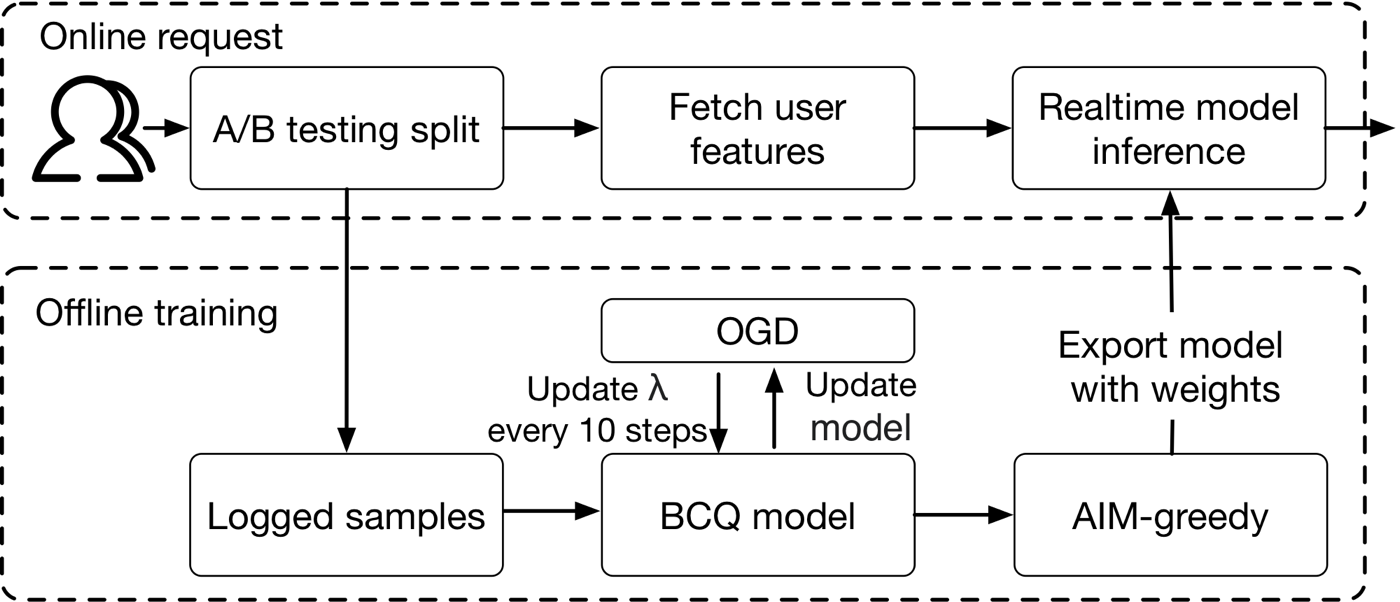 Online request
A/B testing split
Fetch user
features
Realtime model
inference
Offline training
OGD
Update λ
every 10 steps
Update
model
Export model
with weights
Logged samples
BCQ model
AIM-greedy